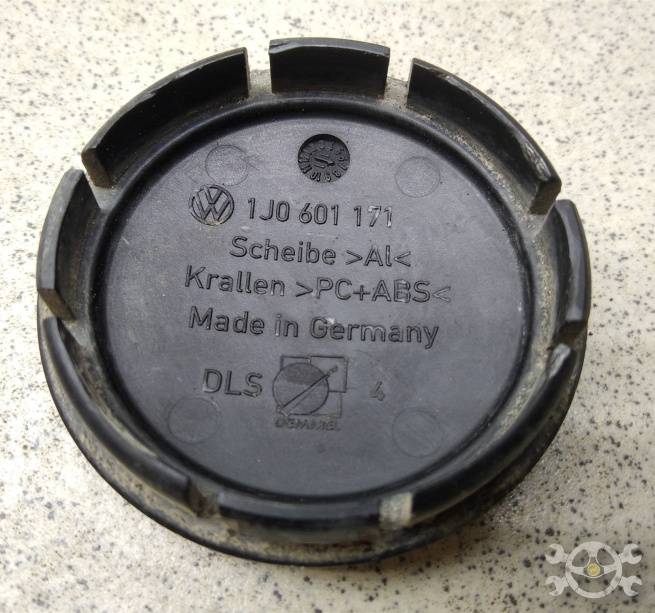 1J0 601 171
Scheibe >Al<
Krallen >PC+ABS<
Made in Germany
DLS 4